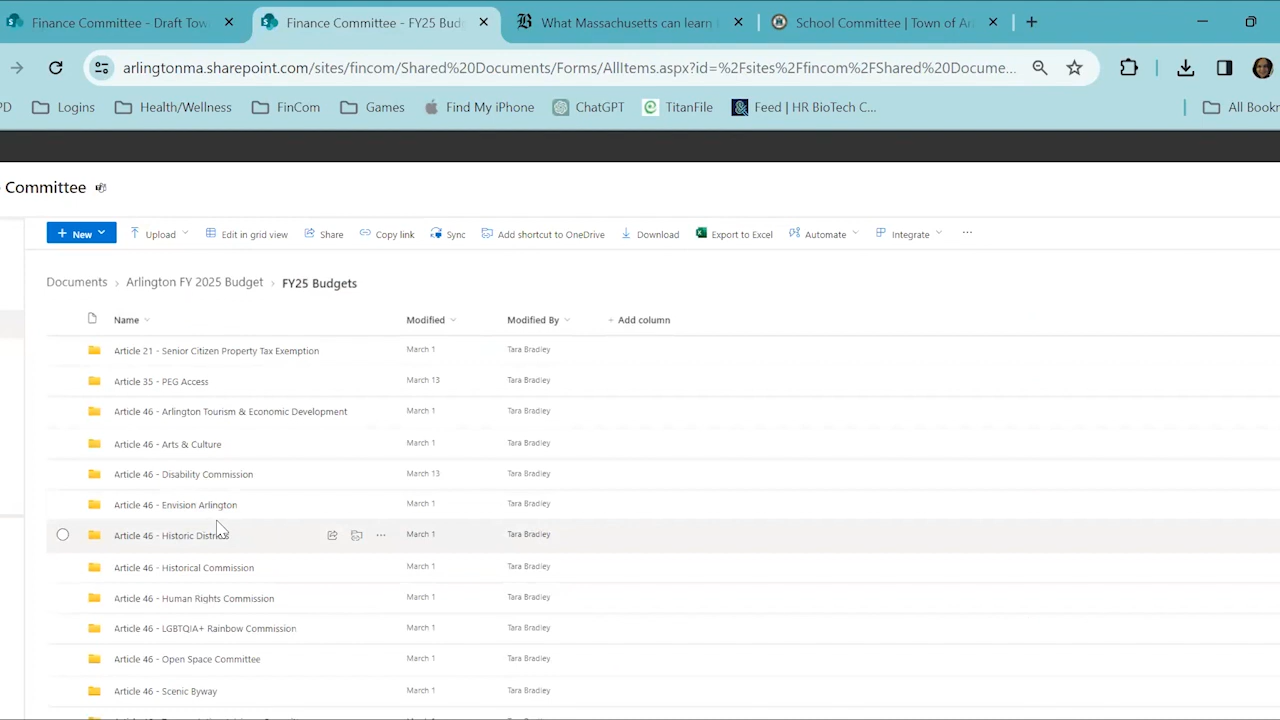 Finance Committee - Draft Tow
Finance Committee - FY25 Bud
What Massachusetts can learn
School Committee | Town of Ar
arlingtonma.sharepoint.com/sites/fincom/Shared%20Documents/Forms/AllItems.aspx?id=%2Fsites%2Ffincom%2FShared%20Docume...
PD Logins Health/Wellness FinCom Games Find My iPhone ChatGPT TitanFile Feed | HR BioTech C... All Bookr
Committee
+ New Upload Edit in grid view Share Copy link Sync Add shortcut to OneDrive Download Export to Excel Automate Integrate ...
Documents > Arlington FY 2025 Budget > FY25 Budgets
Name Modified Modified By + Add column
Article 21 - Senior Citizen Property Tax Exemption March 1 Tara Bradley
Article 35 - PEG Access March 13 Tara Bradley
Article 46 - Arlington Tourism & Economic Development March 1 Tara Bradley
Article 46 - Arts & Culture March 1 Tara Bradley
Article 46 - Disability Commission March 13 Tara Bradley
Article 46 - Envision Arlington March 1 Tara Bradley
Article 46 - Historic Districts March 1 Tara Bradley
Article 46 - Historical Commission March 1 Tara Bradley
Article 46 - Human Rights Commission March 1 Tara Bradley
Article 46 - LGBTQIA+ Rainbow Commission March 1 Tara Bradley
Article 46 - Open Space Committee March 1 Tara Bradley
Article 46 - Scenic Byway March 1 Tara Bradley